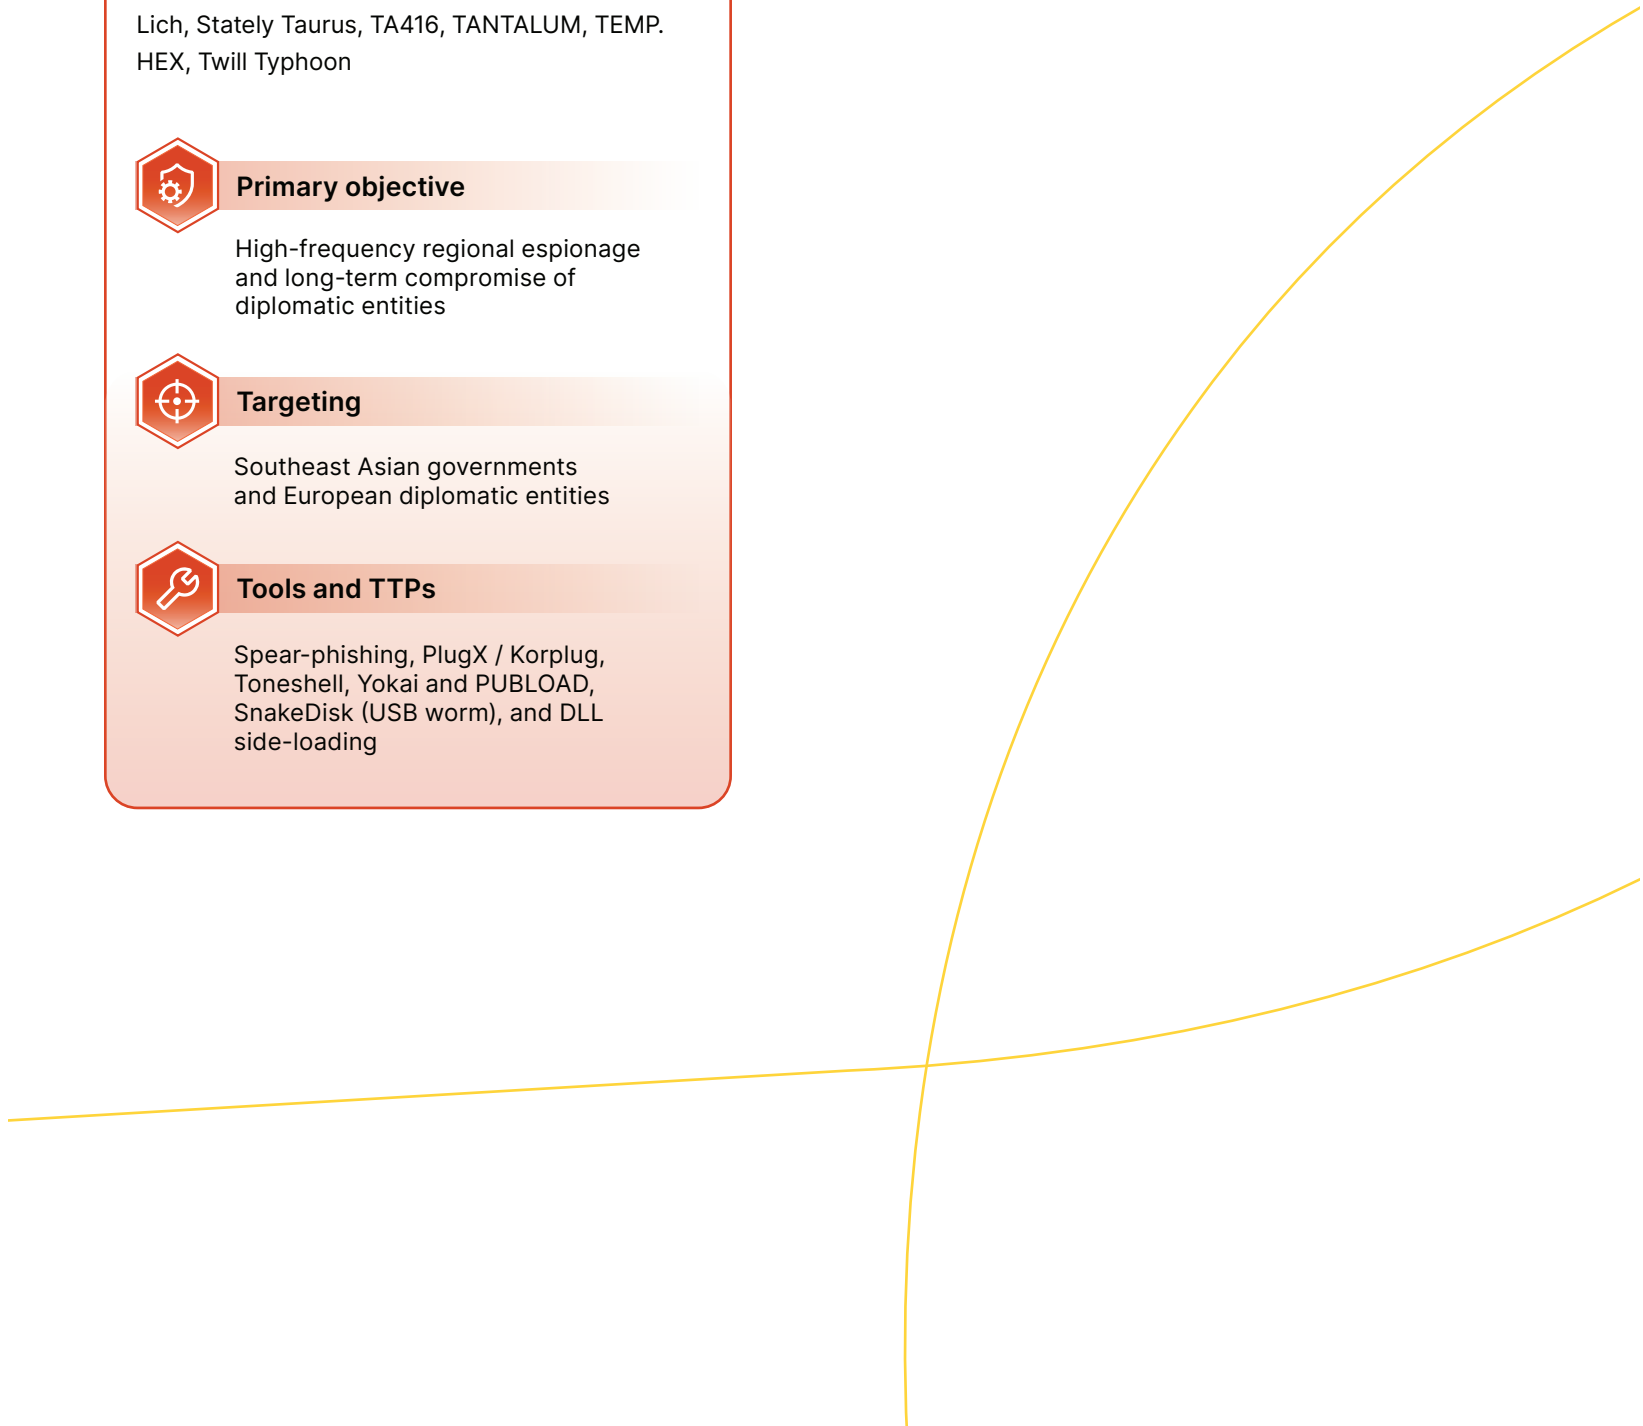 Lich, Stately Taurus, TA416, TANTALUM, TEMP.
HEX, Twill Typhoon
Primary objective
High-frequency regional espionage
and long-term compromise of
diplomatic entities
Targeting
Southeast Asian governments
and European diplomatic entities
Tools and TTPs
Spear-phishing, PlugX / Korplug,
Toneshell, Yokai and PUBLOAD,
SnakeDisk (USB worm), and DLL
side-loading